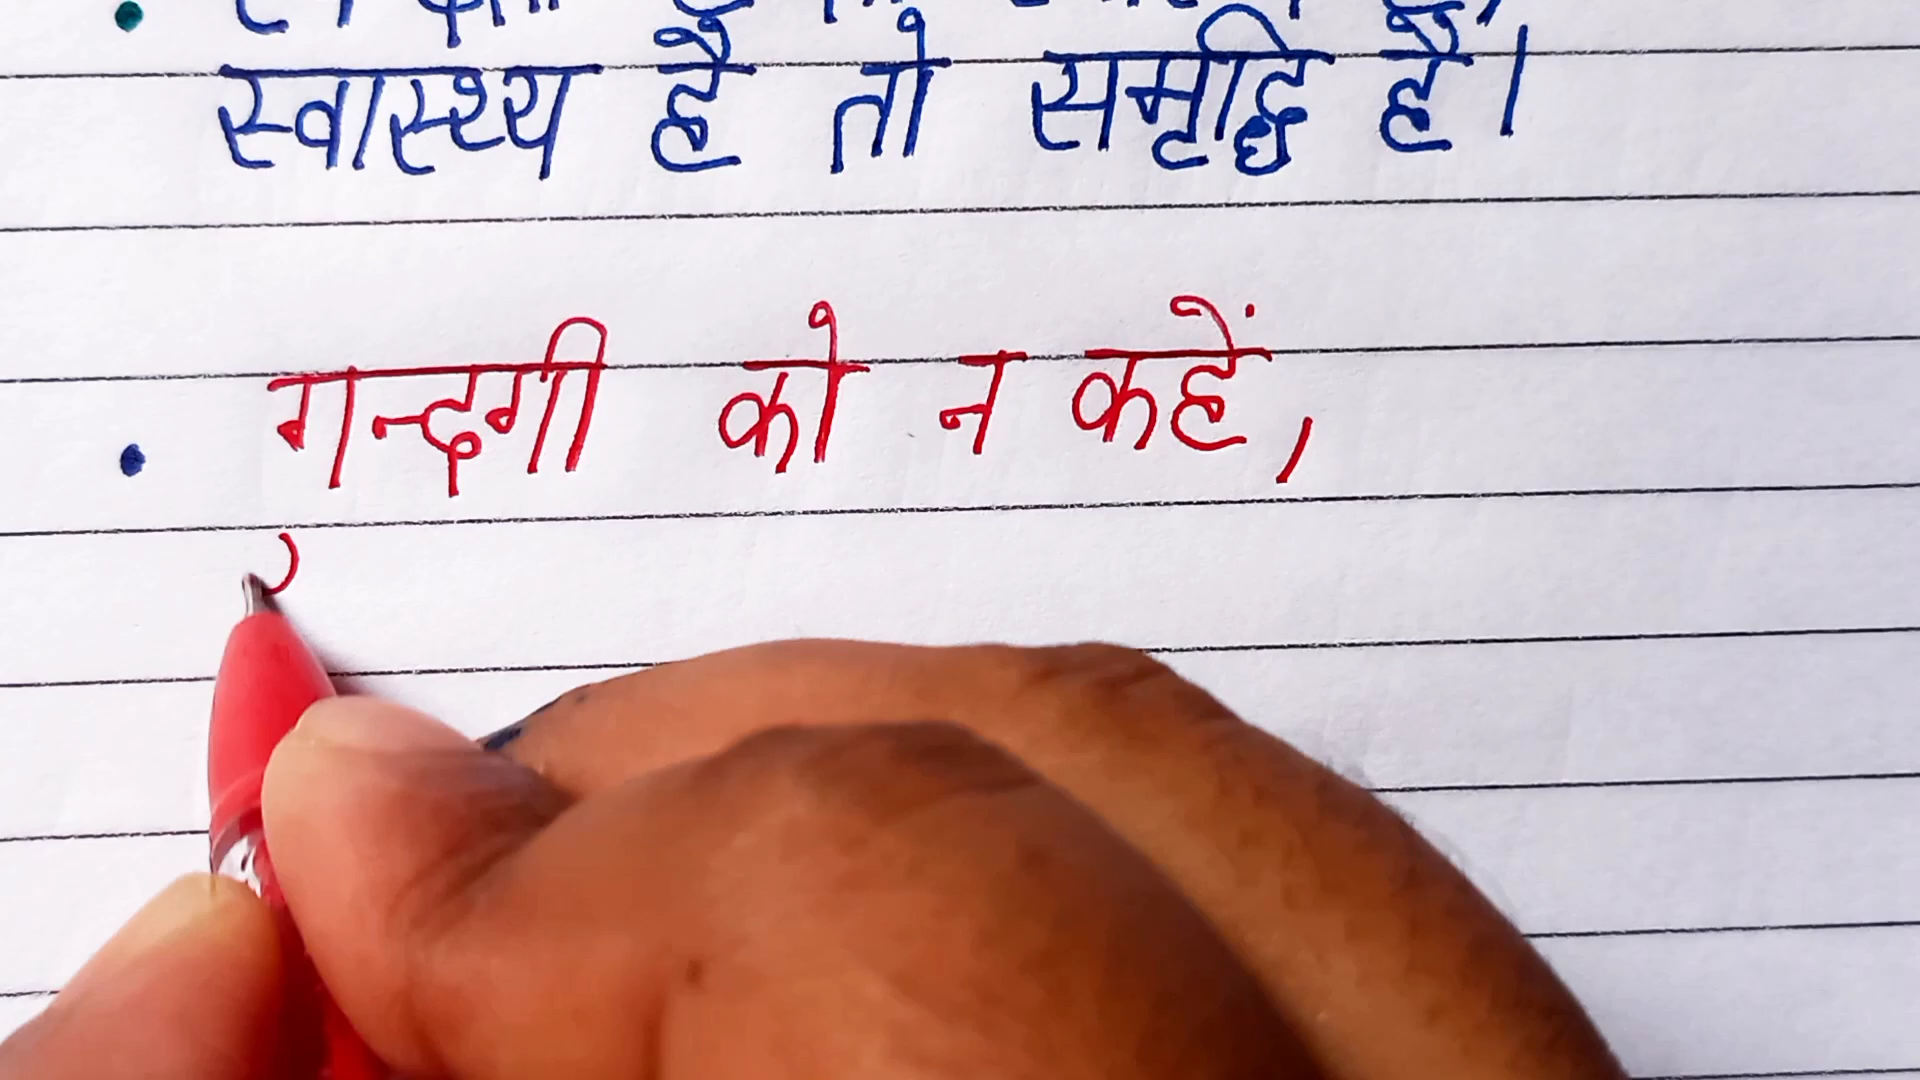 स्वास्थ्य है तो समृद्धि है।
गन्दगी को न कहें,